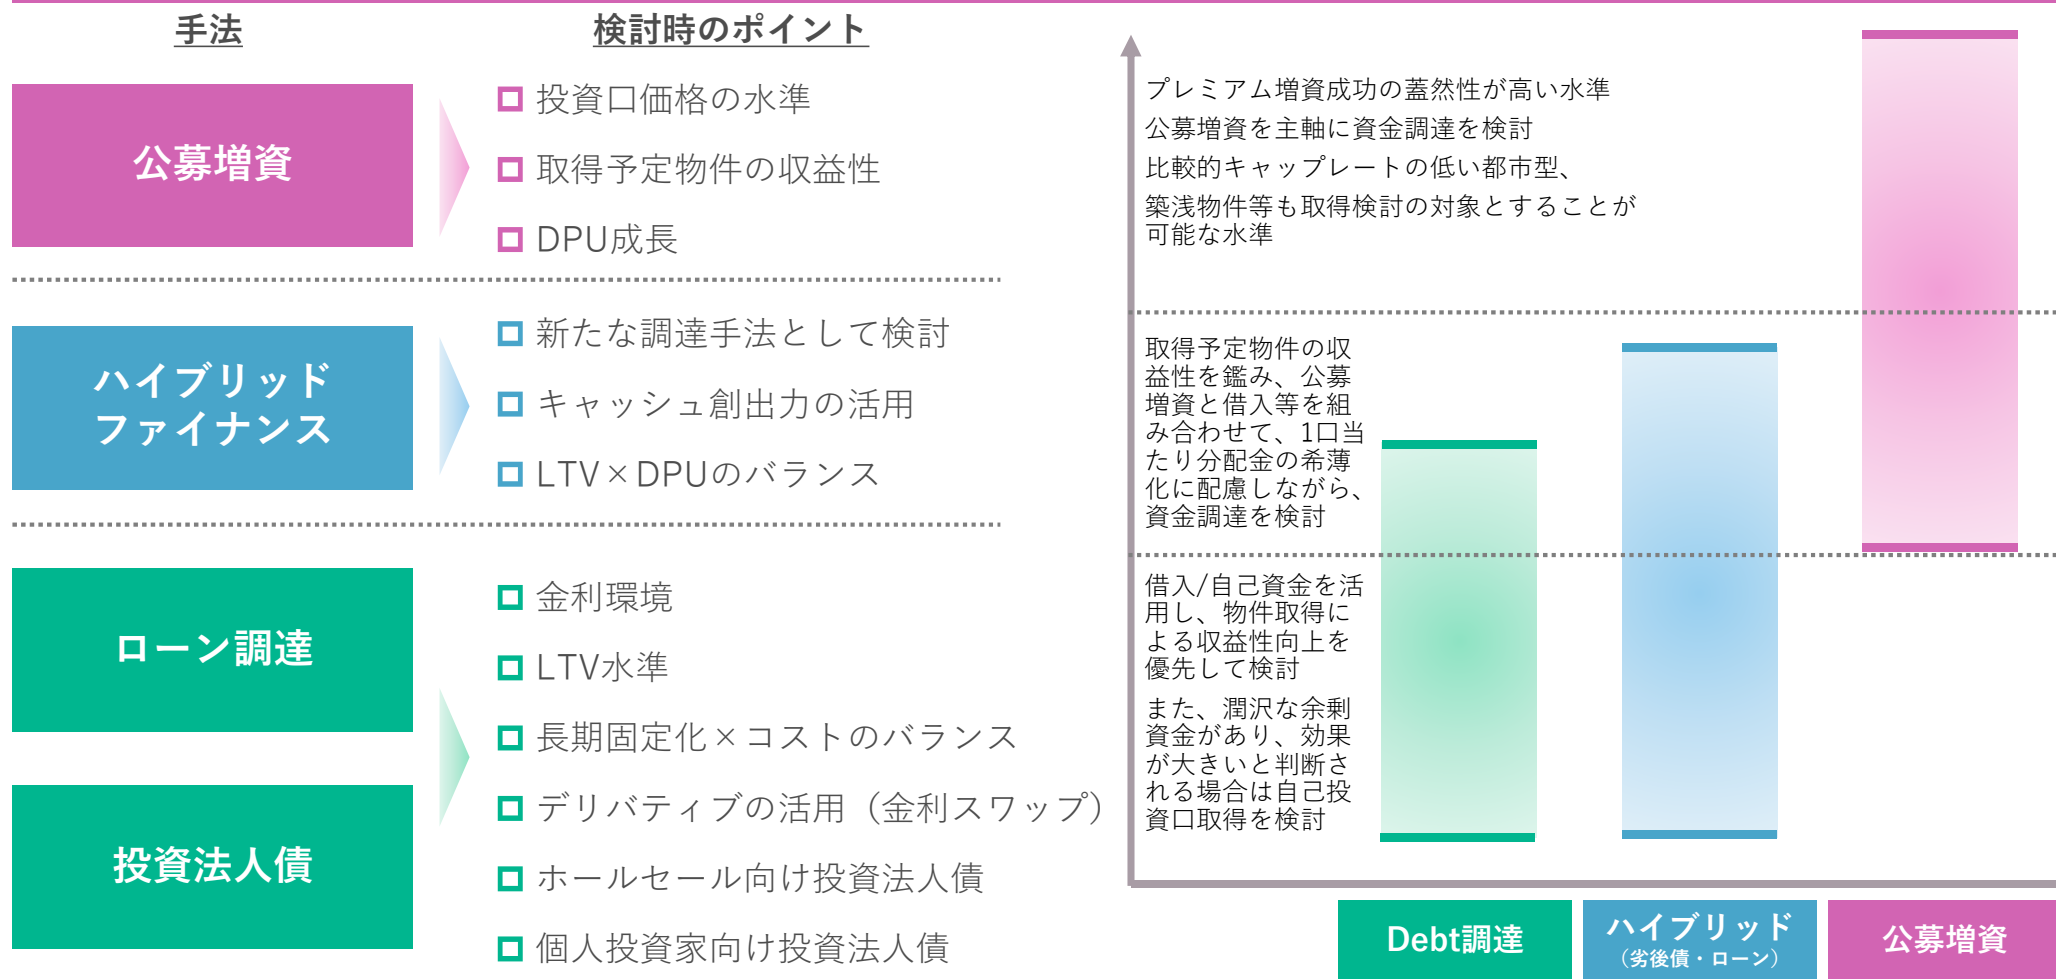 手法
検討時のポイント
公募増資
投資口価格の水準
取得予定物件の収益性
DPU成長
ハイブリッド
ファイナンス
新たな調達手法として検討
キャッシュ創出力の活用
LTV×DPUのバランス
ローン調達
投資法人債
金利環境
LTV水準
長期固定化×コストのバランス
デリバティブの活用（金利スワップ）
ホールセール向け投資法人債
個人投資家向け投資法人債
プレミアム増資成功の蓋然性が高い水準
公募増資を主軸に資金調達を検討
比較的キャップレートの低い都市型、
築浅物件等も取得検討の対象とすることが
可能な水準
取得予定物件の収
益性を鑑み、公募
増資と借入等を組
み合わせて、1口当
たり分配金の希薄
化に配慮しながら、
資金調達を検討
借入/自己資金を活
用し、物件取得に
よる収益性向上を
優先して検討
また、潤沢な余剰
資金があり、効果
が大きいと判断さ
れる場合は自己投
資口取得を検討
Debt調達
ハイブリッド
（劣後債・ローン）
公募増資